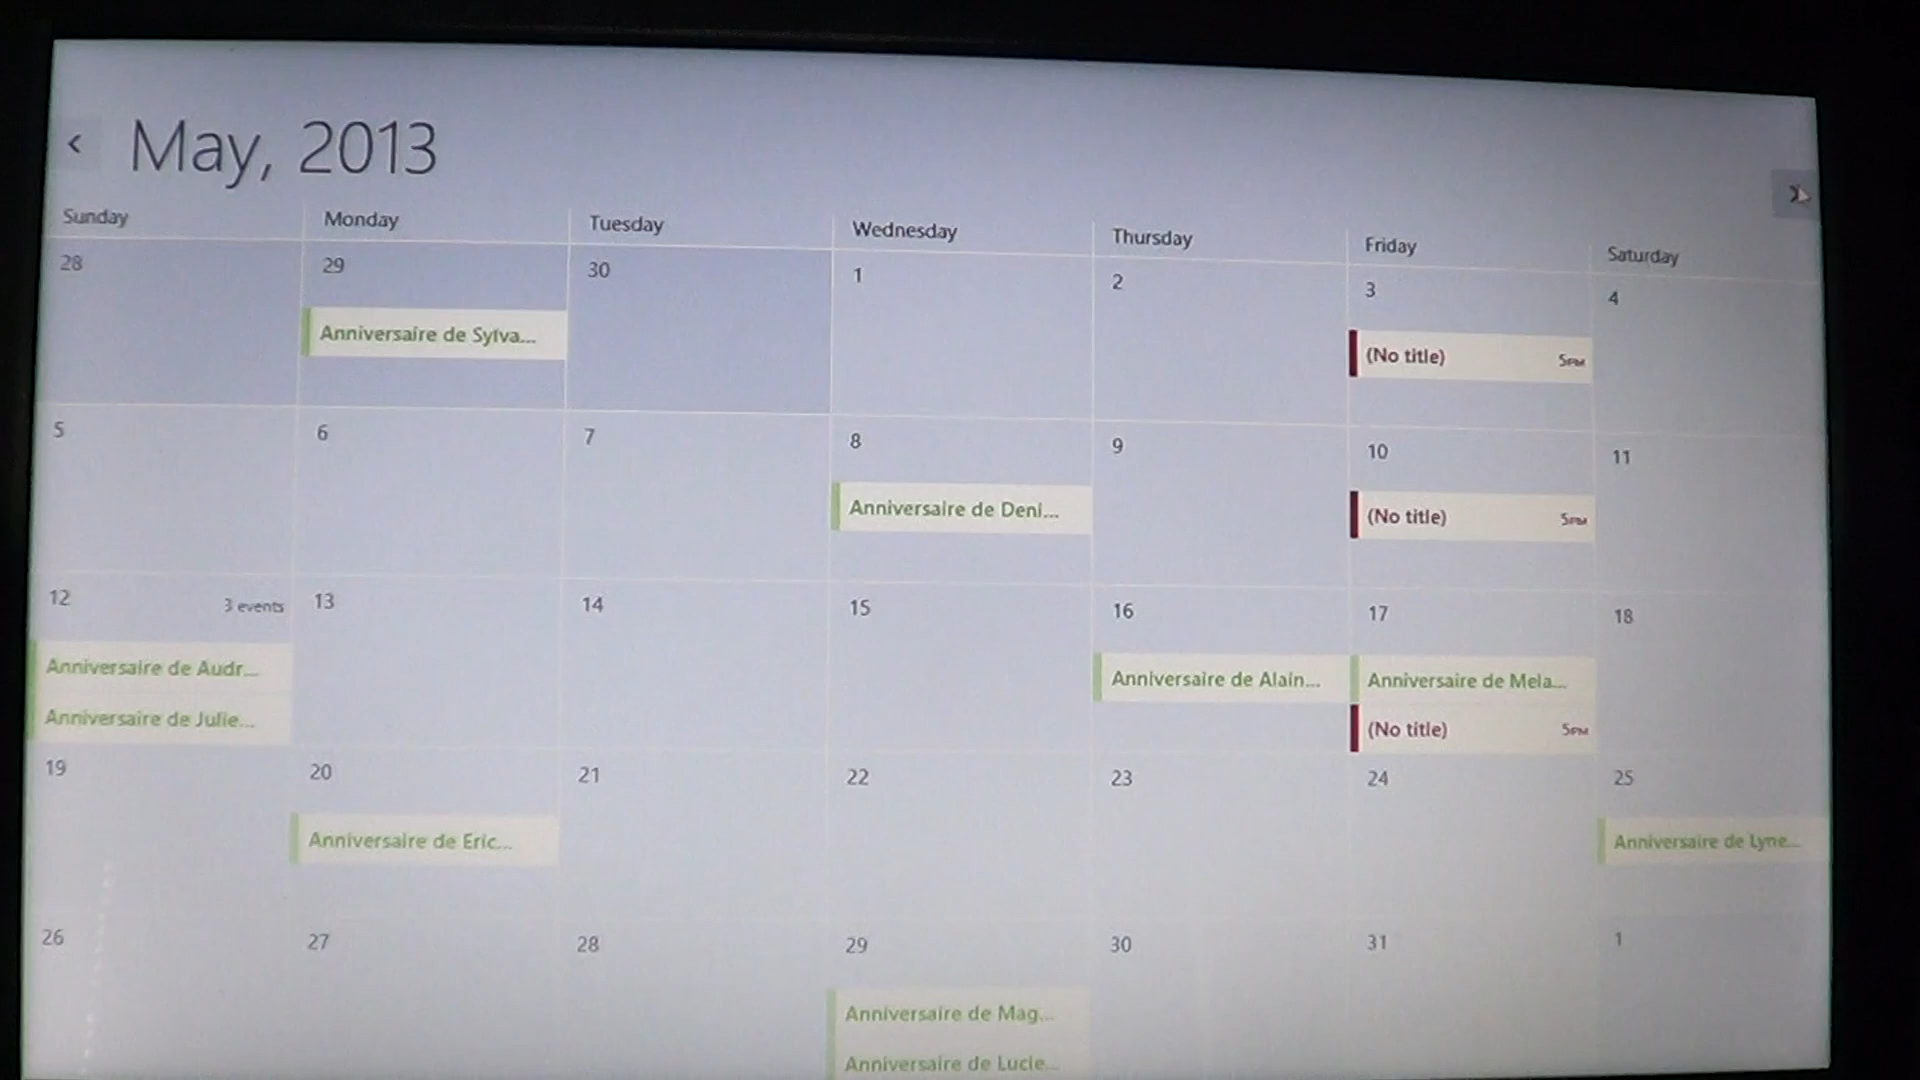 < May, 2013 >
Sunday Monday Tuesday Wednesday Thursday Friday Saturday
28 29 30 1 2 3 4
Anniversaire de Sylva... (No title) 5PM
5 6 7 8 9 10 11
Anniversaire de Deni... (No title) 5PM
12 3 events 13 14 15 16 17 18
Anniversaire de Audr... Anniversaire de Alain... Anniversaire de Mela...
Anniversaire de Julie... (No title) 5PM
19 20 21 22 23 24 25
Anniversaire de Eric... Anniversaire de Lyne...
26 27 28 29 30 31 1
Anniversaire de Mag...
Anniversaire de Lucie...